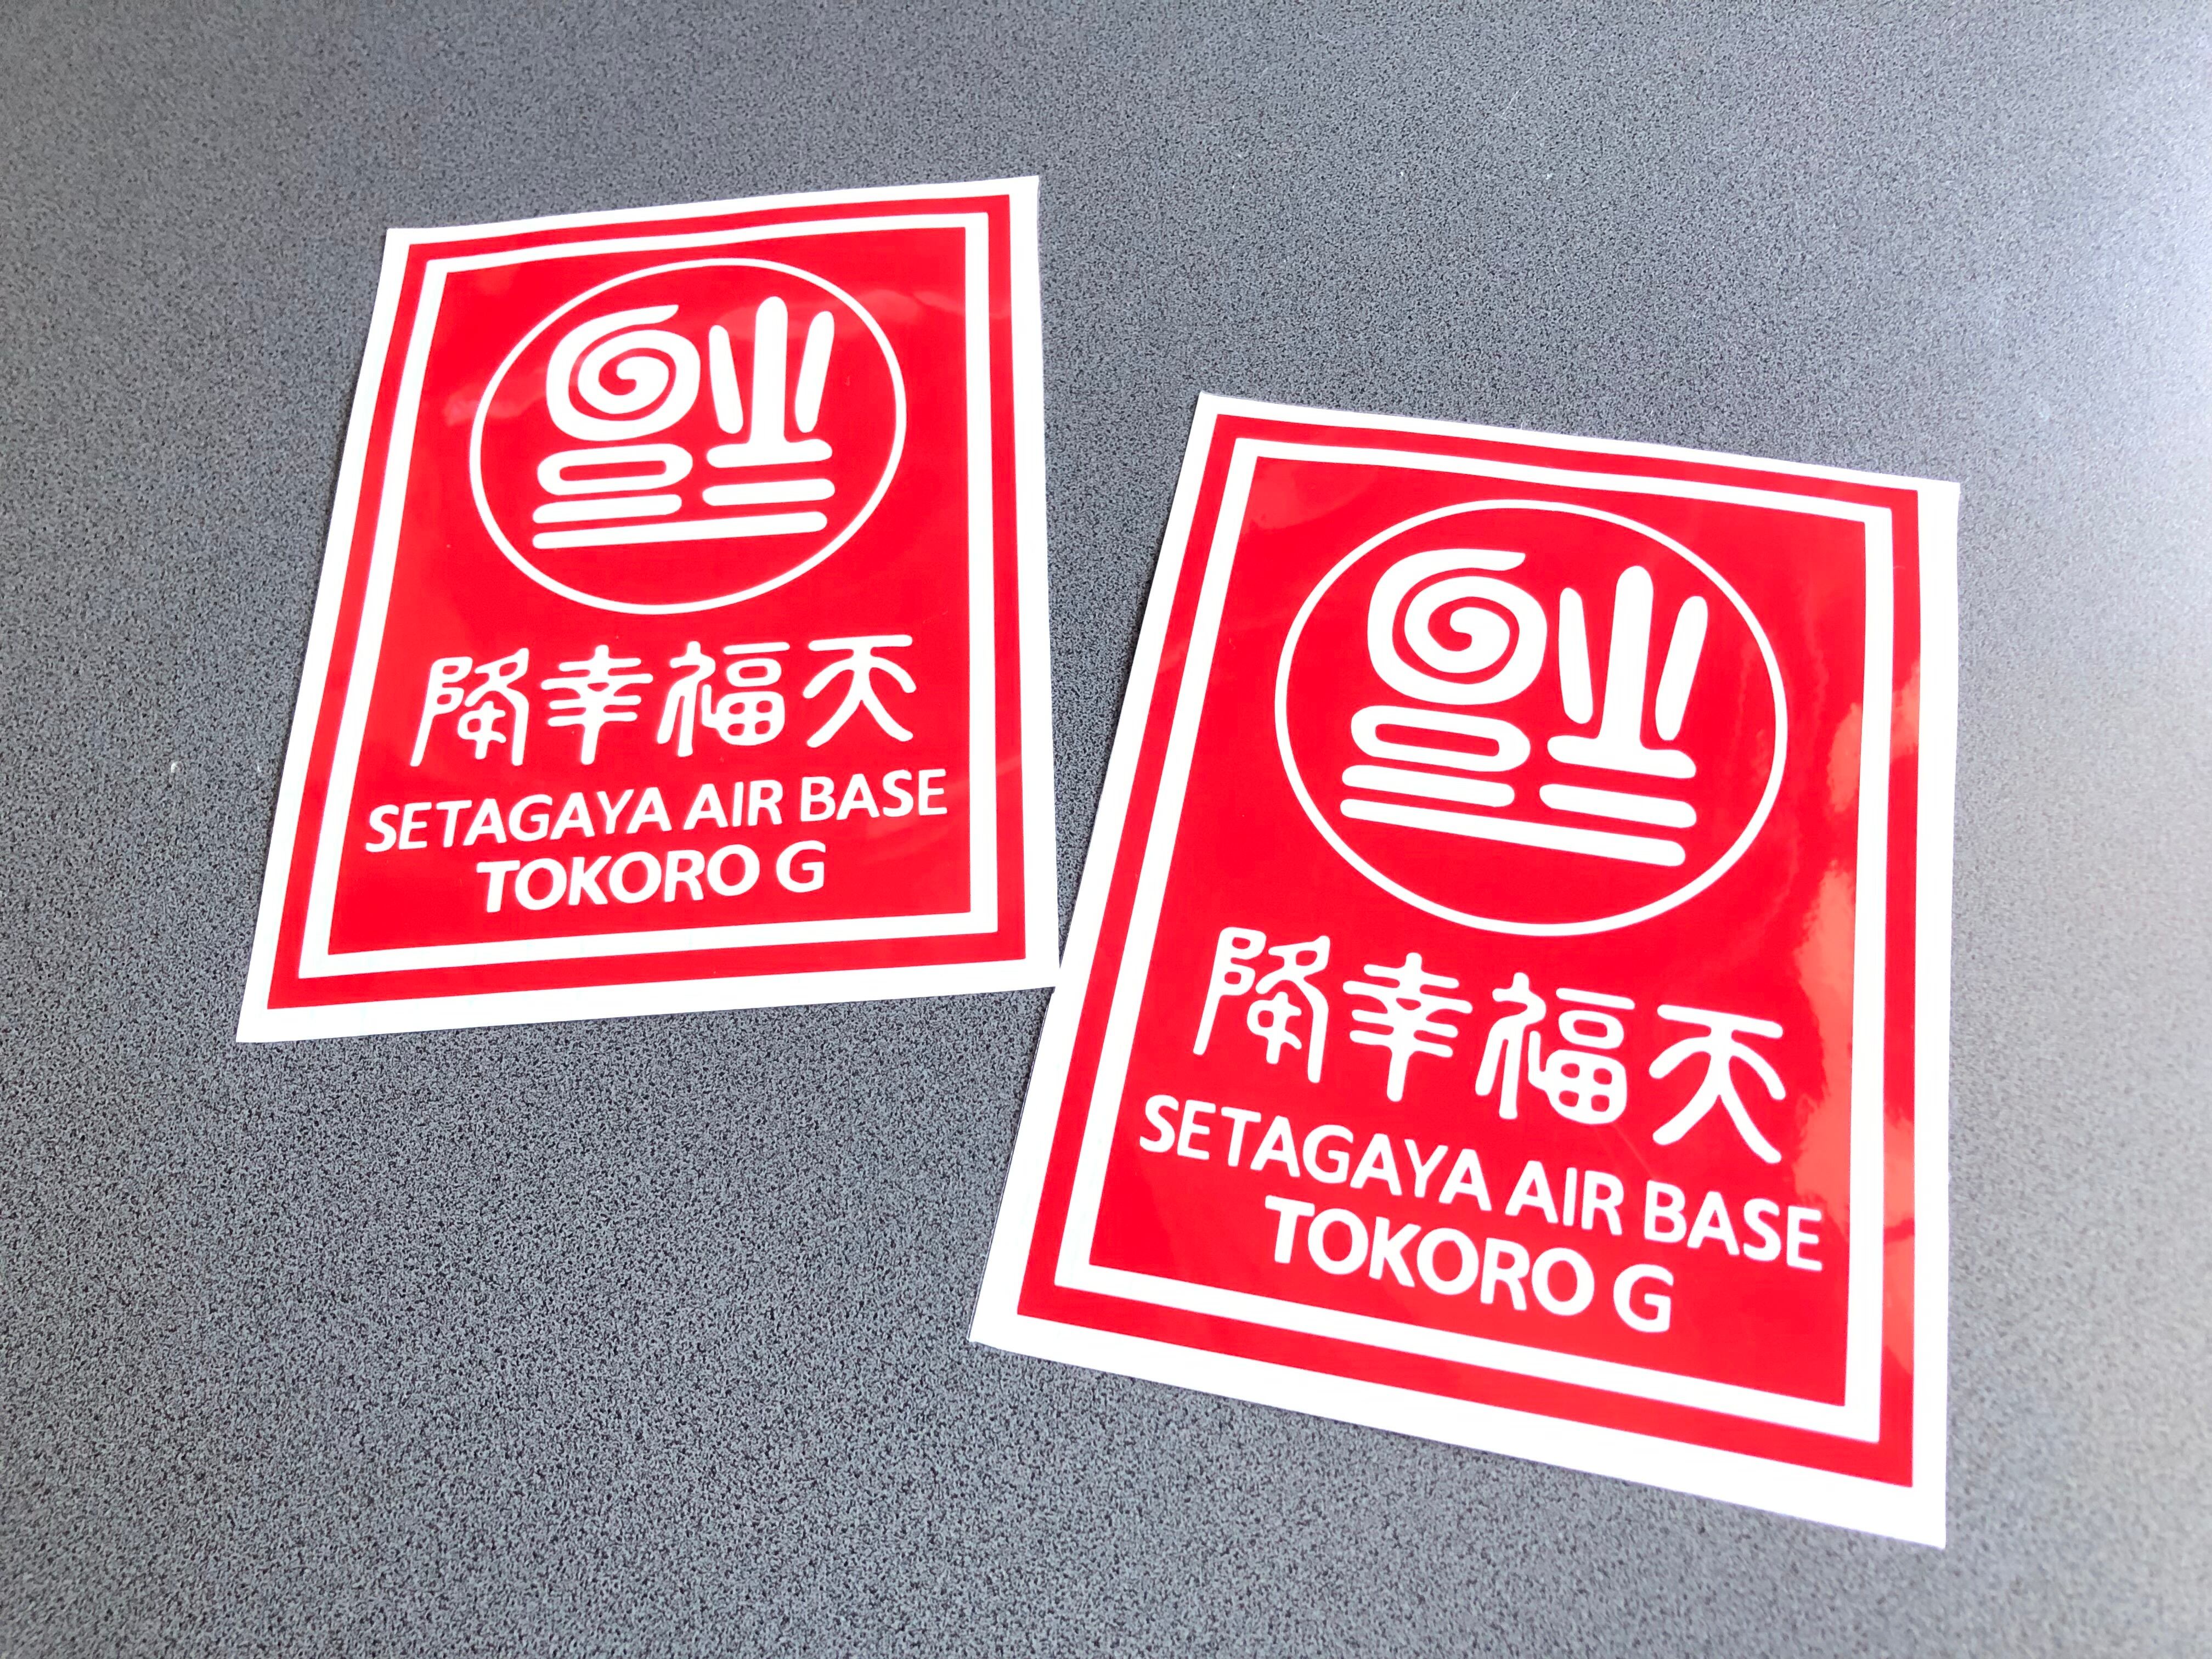 降幸福天
SETAGAYA AIR BASE
TOKORO G
降幸福天
SETAGAYA AIR BASE
TOKORO G